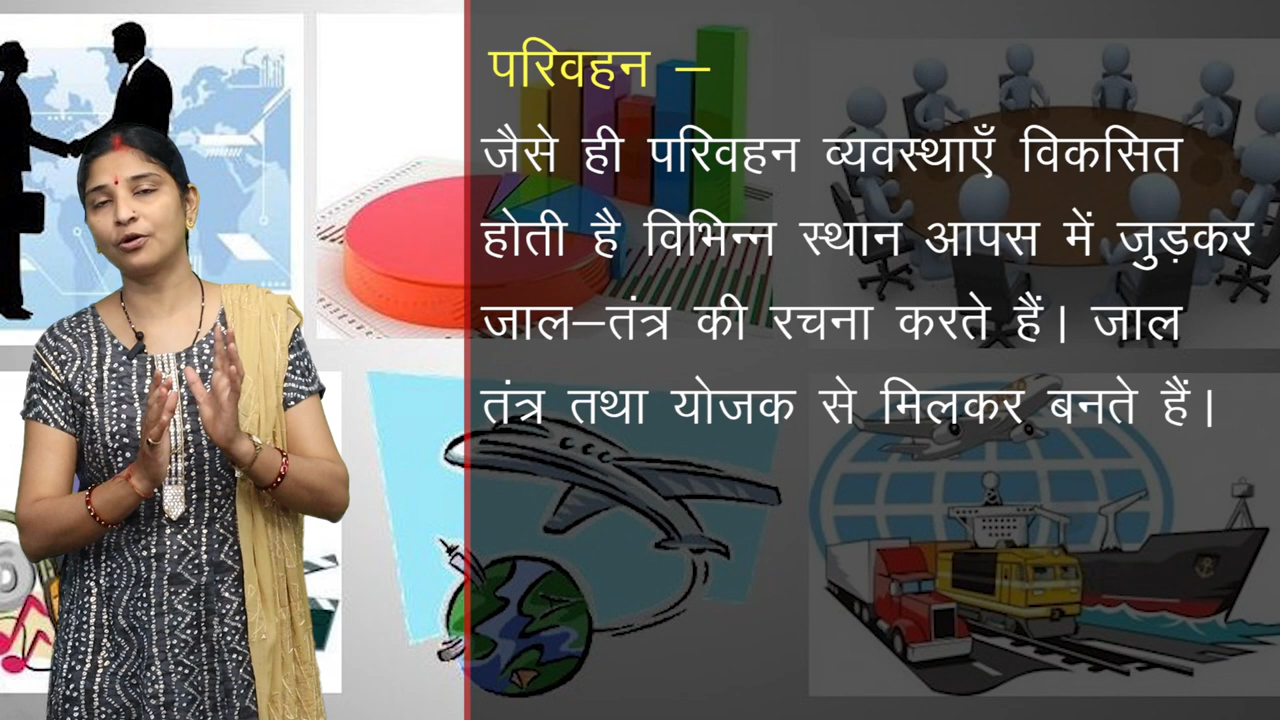 परिवहन –
जैसे ही परिवहन व्यवस्थाएँ विकसित
होती है विभिन्न स्थान आपस में जुड़कर
जाल–तंत्र की रचना करते हैं। जाल
तंत्र तथा योजक से मिलकर बनते हैं।